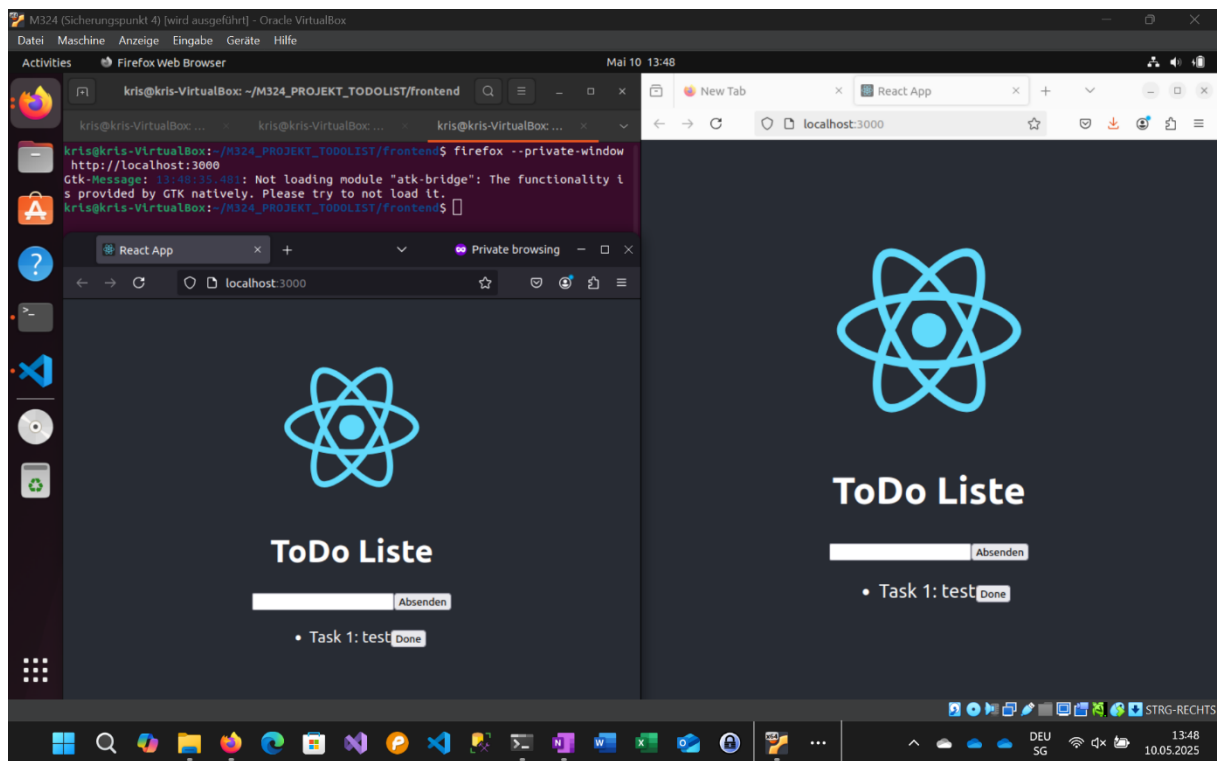 M324 (Sicherungspunkt 4) [wird ausgeführt] - Oracle VirtualBox
Datei Maschine Anzeige Eingabe Geräte Hilfe
Activities Firefox Web Browser Mai 10 13:48
kris@kris-VirtualBox: ~/M324_PROJEKT_TODOLIST/frontend
kris@kris-VirtualBox: ... kris@kris-VirtualBox: ... kris@kris-VirtualBox: ...
kris@kris-VirtualBox:~/M324_PROJEKT_TODOLIST/frontend$ firefox --private-window
http://localhost:3000
Gtk-Message: 13:48:35.481: Not loading module "atk-bridge": The functionality i
s provided by GTK natively. Please try to not load it.
kris@kris-VirtualBox:~/M324_PROJEKT_TODOLIST/frontend$
React App Private browsing
localhost:3000
ToDo Liste
Absenden
Task 1: test Done
New Tab React App
localhost:3000
ToDo Liste
Absenden
Task 1: test Done
STRG-RECHTS
DEU
SG
13:48
10.05.2025